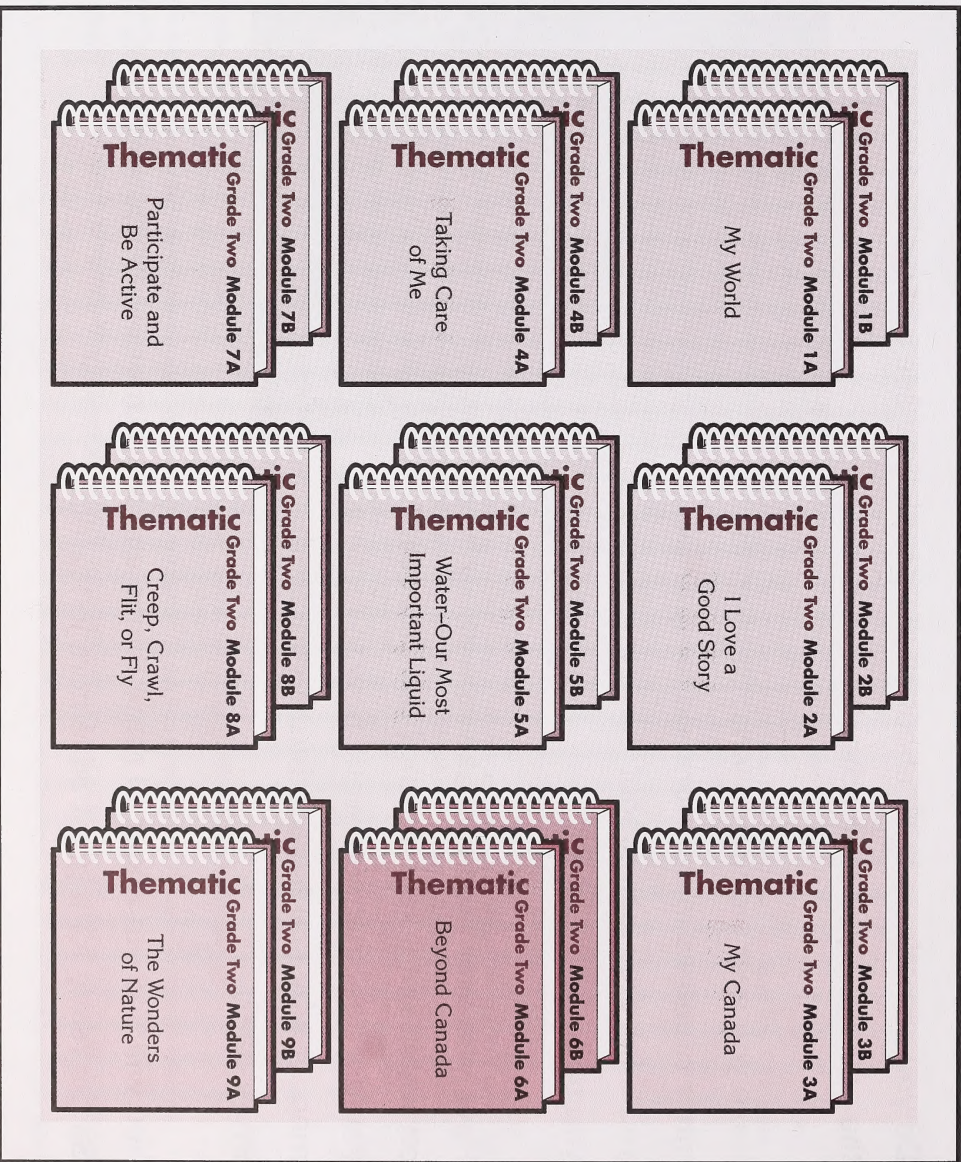 Grade Two Module 1B
Thematic
Grade Two Module 1A
My World
Grade Two Module 2B
Thematic
Grade Two Module 2A
I Love a
Good Story
Grade Two Module 3B
Thematic
Grade Two Module 3A
My Canada
Grade Two Module 4B
Thematic
Grade Two Module 4A
Taking Care
of Me
Grade Two Module 5B
Thematic
Grade Two Module 5A
Water–Our Most
Important Liquid
Grade Two Module 6B
Thematic
Grade Two Module 6A
Beyond Canada
Grade Two Module 7B
Thematic
Grade Two Module 7A
Participate and
Be Active
Grade Two Module 8B
Thematic
Grade Two Module 8A
Creep, Crawl,
Flit, or Fly
Grade Two Module 9B
Thematic
Grade Two Module 9A
The Wonders
of Nature